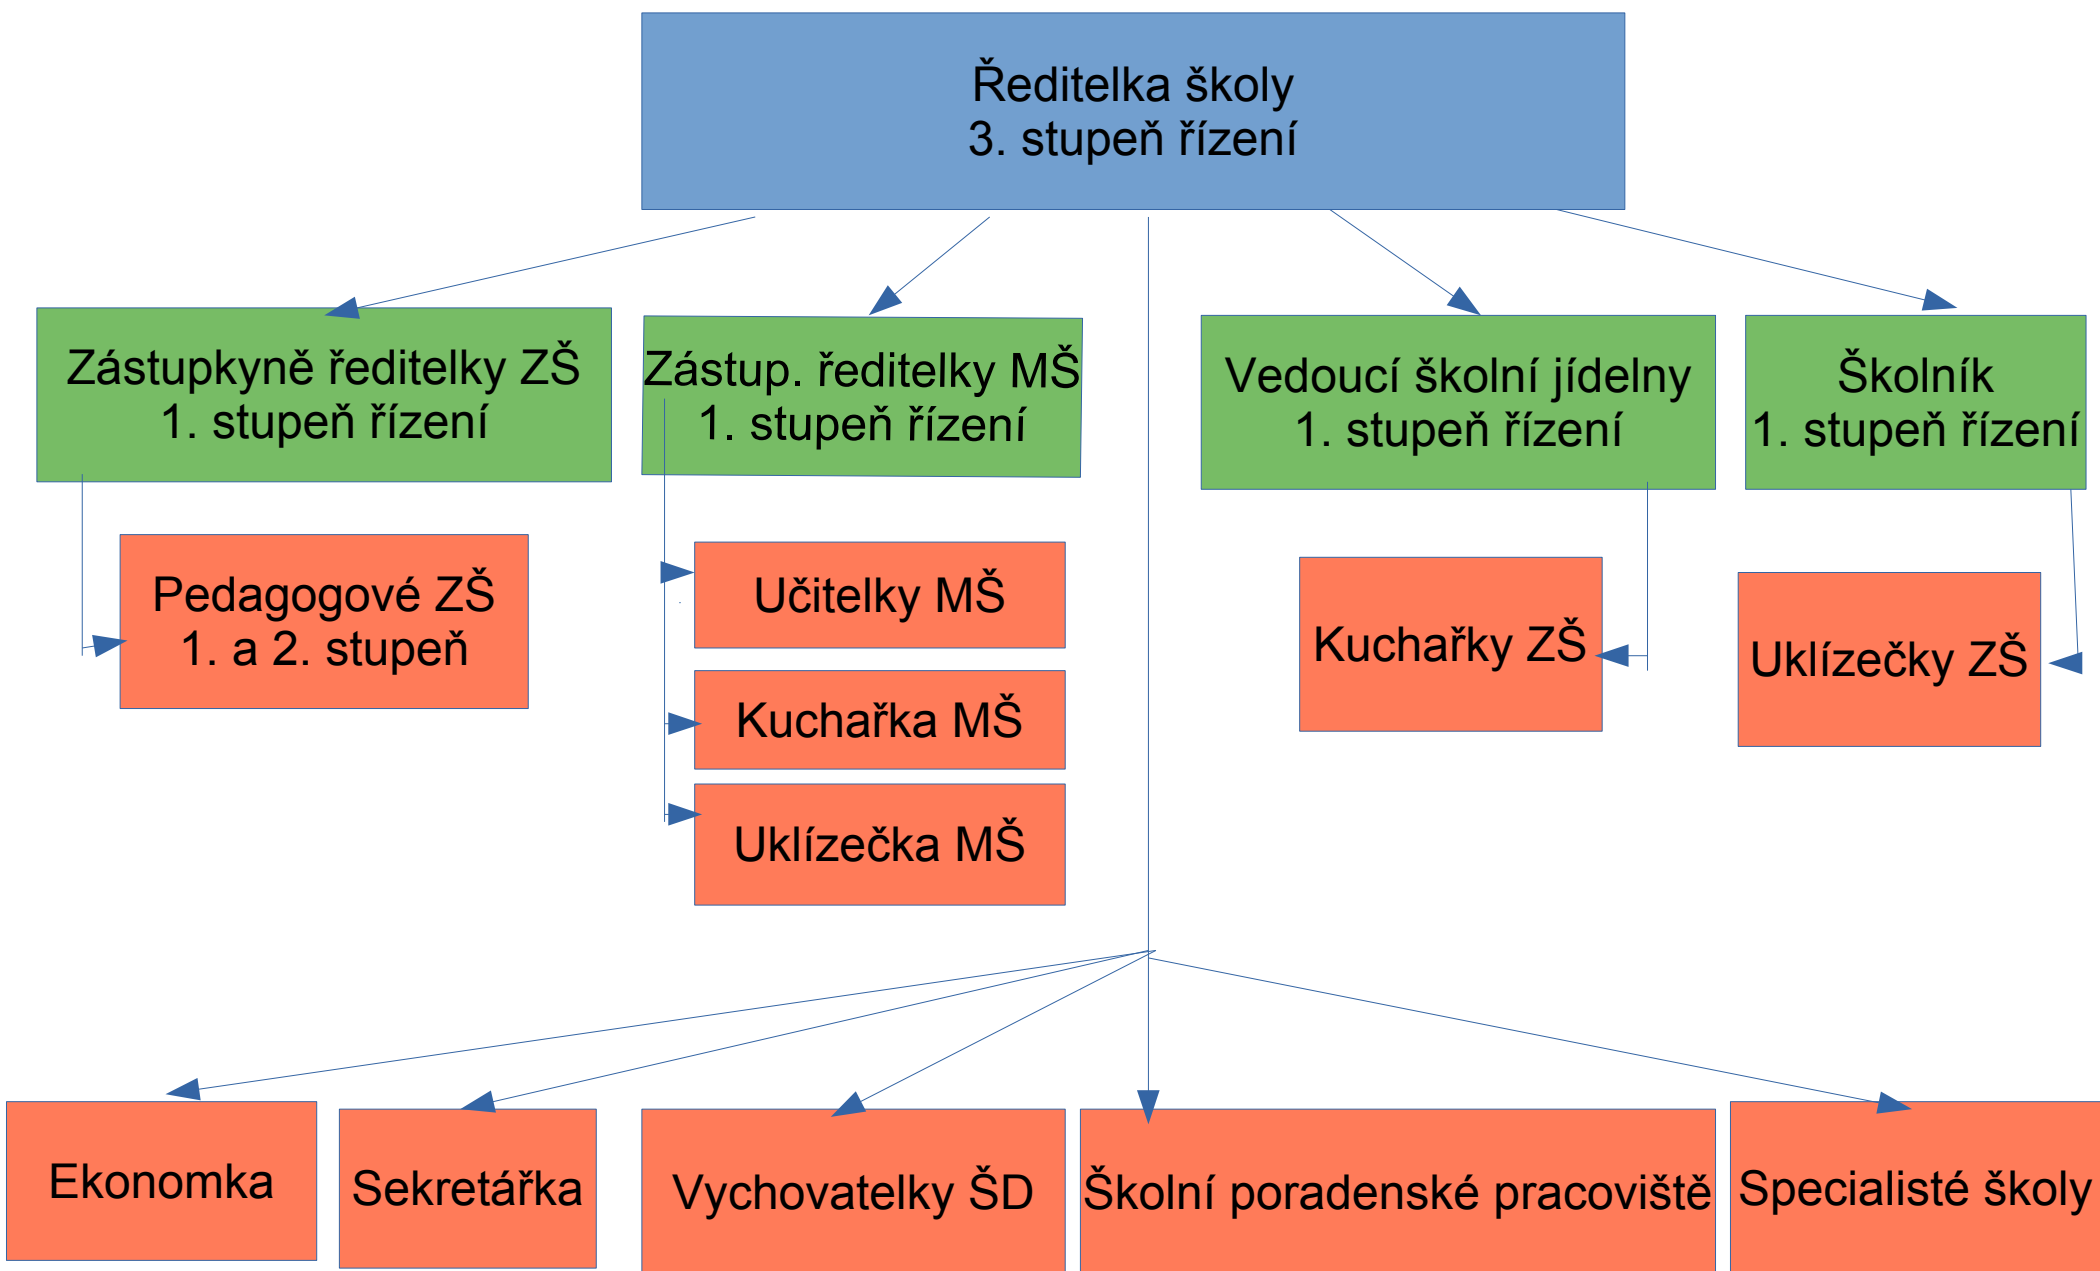 Ředitelka školy
3. stupeň řízení
Zástupkyně ředitelky ZŠ
1. stupeň řízení
Zástup. ředitelky MŠ
1. stupeň řízení
Vedoucí školní jídelny
1. stupeň řízení
Školník
1. stupeň řízení
Pedagogové ZŠ
1. a 2. stupeň
Učitelky MŠ
Kuchařka MŠ
Uklízečka MŠ
Kuchařky ZŠ
Uklízečky ZŠ
Ekonomka
Sekretářka
Vychovatelky ŠD
Školní poradenské pracoviště
Specialisté školy